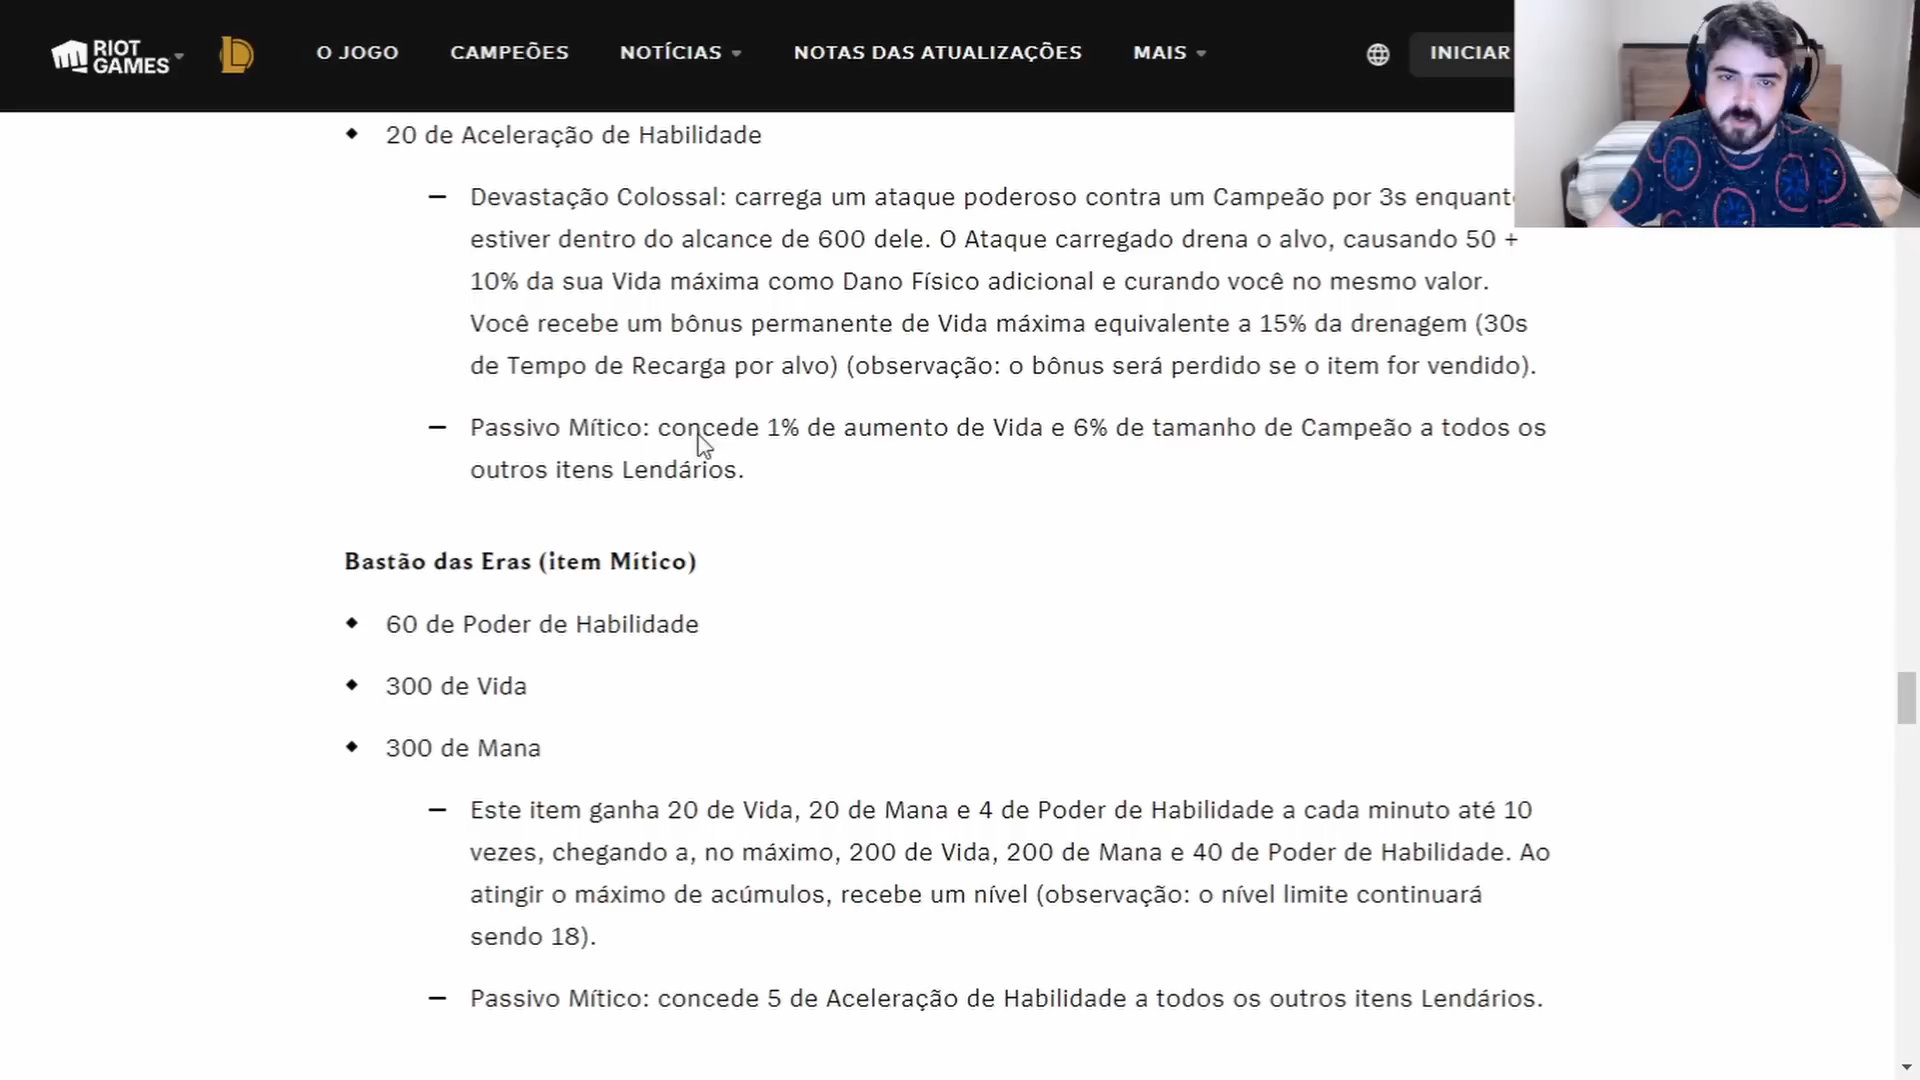 RIOT
GAMES
O JOGO
CAMPEÕES
NOTÍCIAS
NOTAS DAS ATUALIZAÇÕES
MAIS
INICIAR
20 de Aceleração de Habilidade
Devastação Colossal: carrega um ataque poderoso contra um Campeão por 3s enquant
estiver dentro do alcance de 600 dele. O Ataque carregado drena o alvo, causando 50 +
10% da sua Vida máxima como Dano Físico adicional e curando você no mesmo valor.
Você recebe um bônus permanente de Vida máxima equivalente a 15% da drenagem (30s
de Tempo de Recarga por alvo) (observação: o bônus será perdido se o item for vendido).
Passivo Mítico: concede 1% de aumento de Vida e 6% de tamanho de Campeão a todos os
outros itens Lendários.
Bastão das Eras (item Mítico)
60 de Poder de Habilidade
300 de Vida
300 de Mana
Este item ganha 20 de Vida, 20 de Mana e 4 de Poder de Habilidade a cada minuto até 10
vezes, chegando a, no máximo, 200 de Vida, 200 de Mana e 40 de Poder de Habilidade. Ao
atingir o máximo de acúmulos, recebe um nível (observação: o nível limite continuará
sendo 18).
Passivo Mítico: concede 5 de Aceleração de Habilidade a todos os outros itens Lendários.